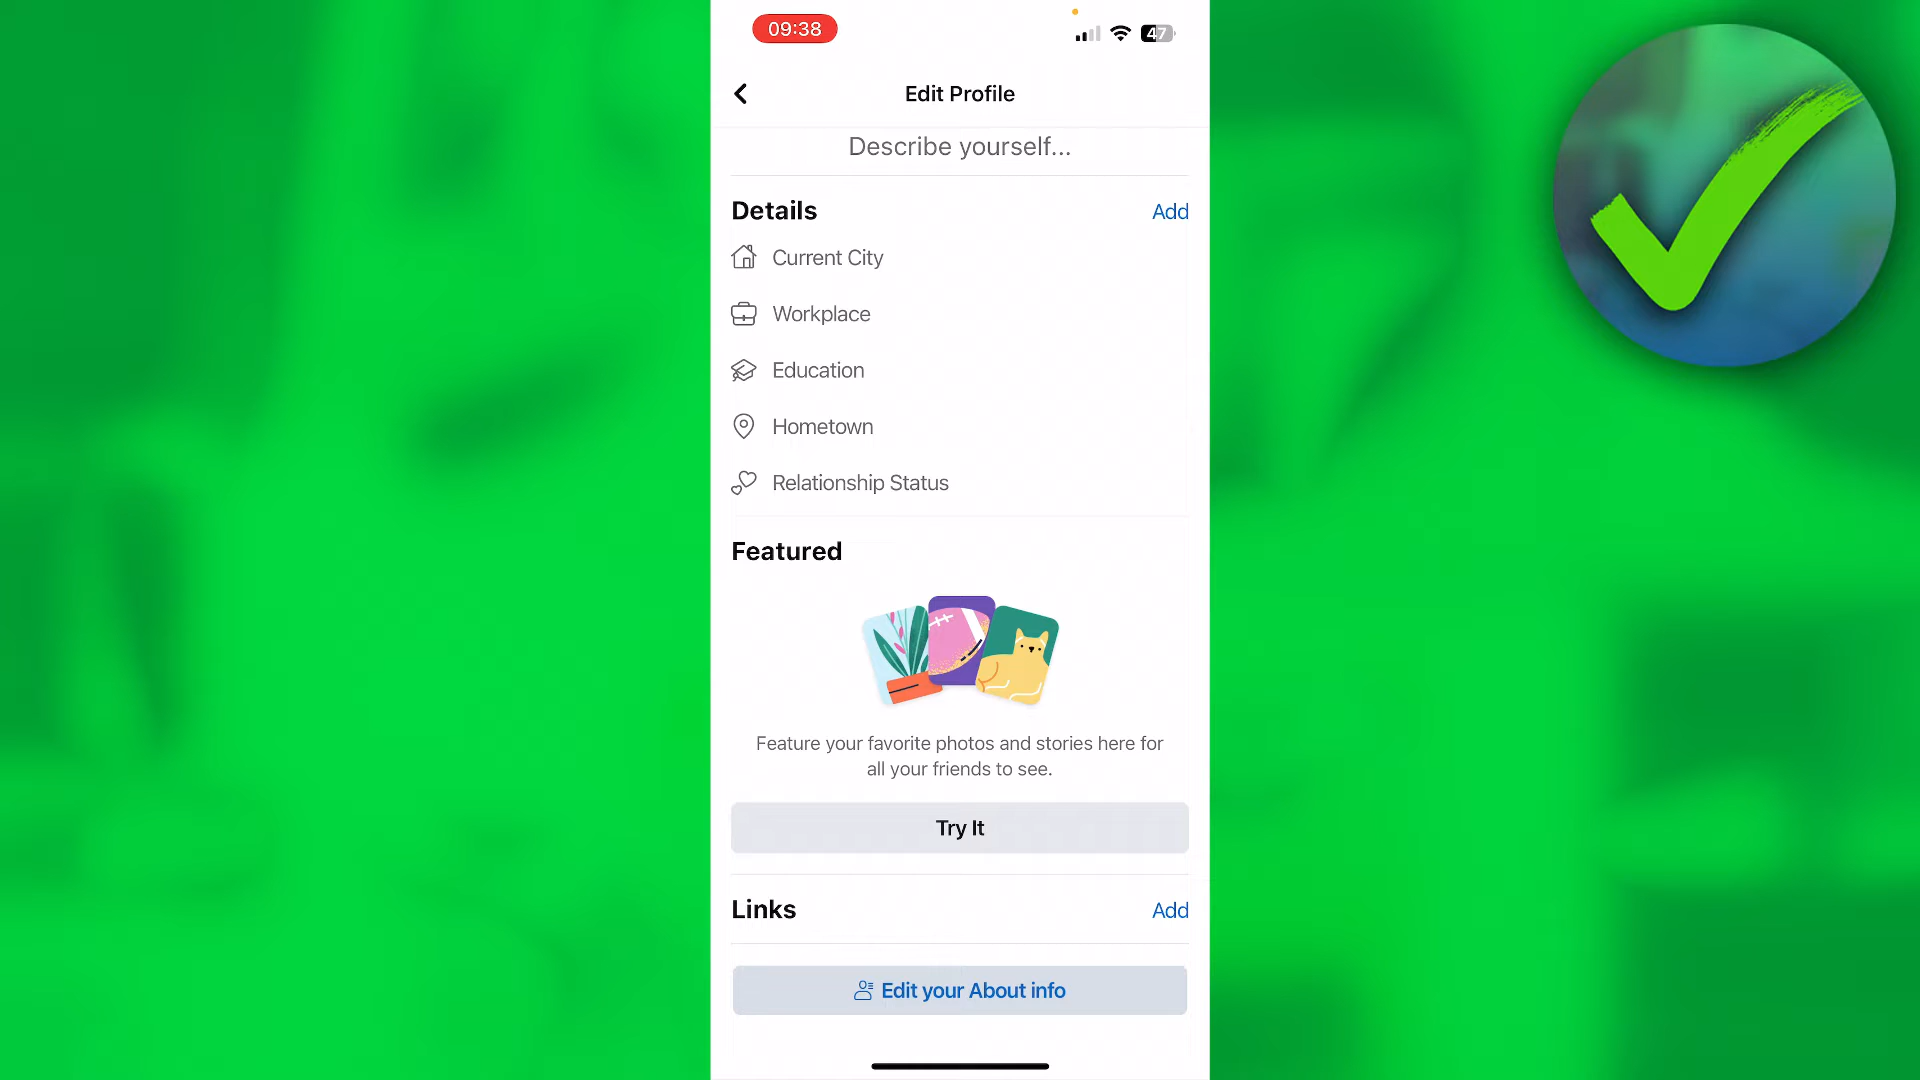 09:38
47
Edit Profile
Describe yourself...
Details
Add
Current City
Workplace
Education
Hometown
Relationship Status
Featured
Feature your favorite photos and stories here for
all your friends to see.
Try It
Links
Add
Edit your About info